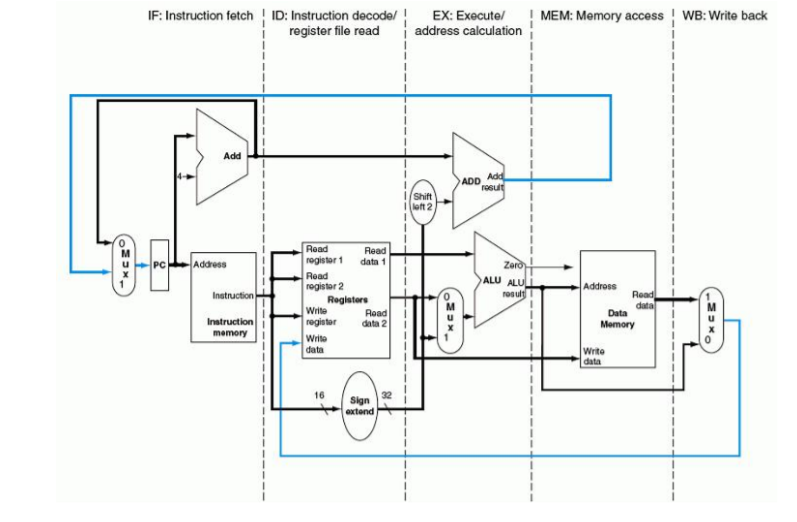 IF: Instruction fetch
ID: Instruction decode/
register file read
EX: Execute/
address calculation
MEM: Memory access
WB: Write back
Add
4
ADD
Add
result
Shift
left 2
0
M
u
x
1
PC
Address
Instruction
Instruction
memory
Read
register 1
Read
data 1
Read
register 2
Registers
Write
register
Read
data 2
Write
data
0
M
u
x
1
Zero
ALU
ALU
result
Address
Read
data
Data
Memory
Write
data
1
M
u
x
0
16
Sign
extend
32